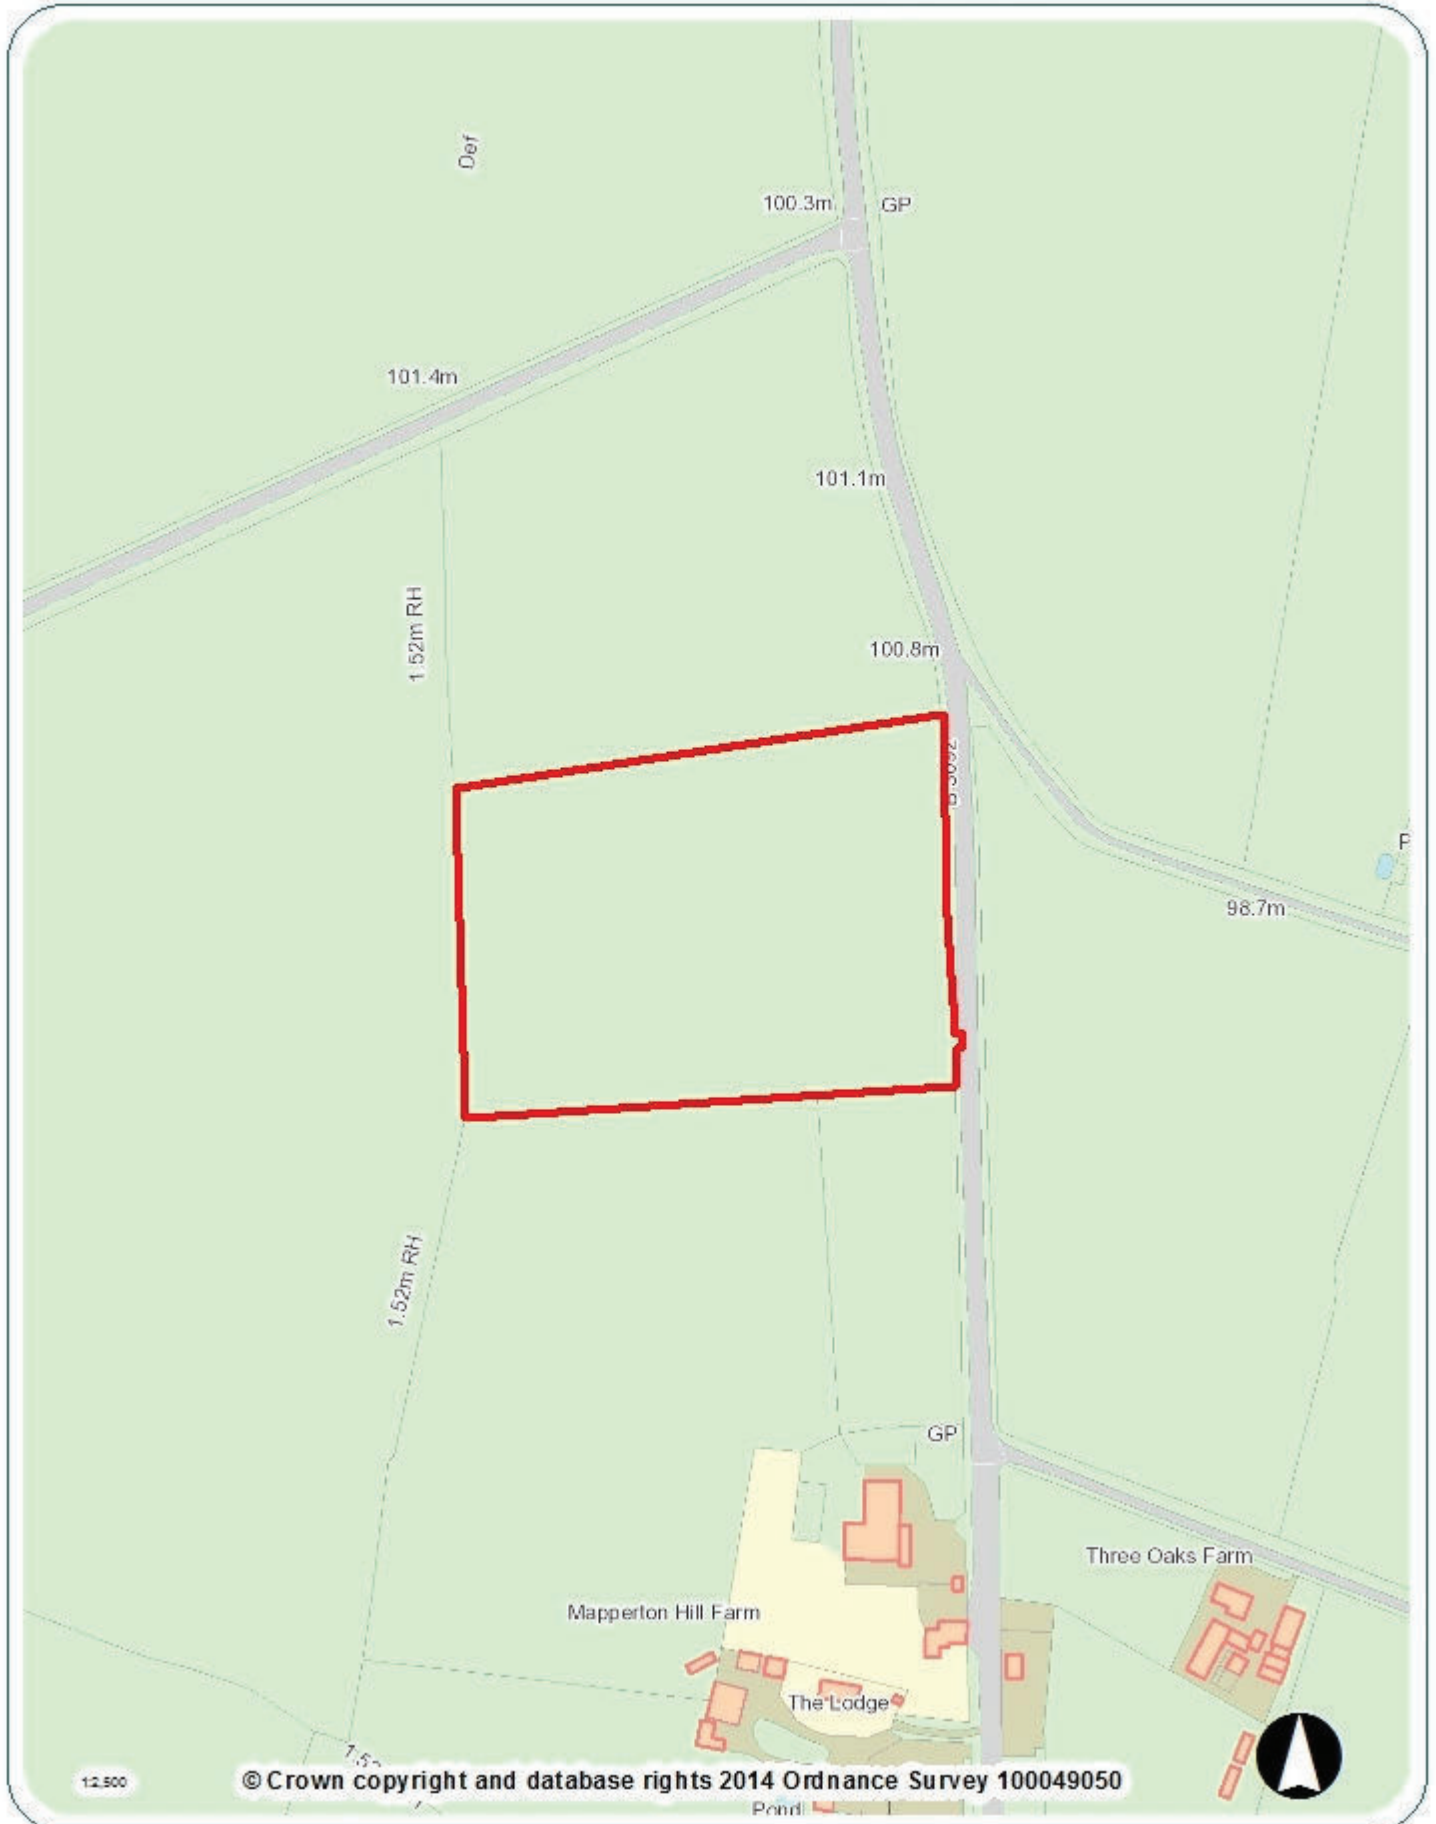 Def
100.3m
GP
101.4m
101.1m
1.52m RH
100.8m
B 3092
P
98.7m
1.52m RH
GP
Three Oaks Farm
Mapperton Hill Farm
The Lodge
1:2,500
© Crown copyright and database rights 2014 Ordnance Survey 100049050
Pond